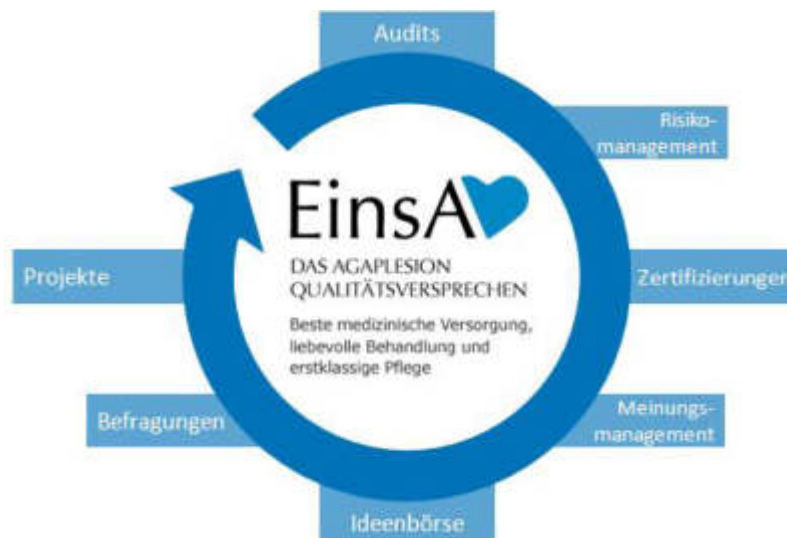 Audits
Risiko-
management
Zertifizierungen
Meinungs-
management
Ideenbörse
Befragungen
Projekte
EinsA
DAS AGAPLESION
QUALITÄTSVERSPRECHEN
Beste medizinische Versorgung,
liebevolle Behandlung und
erstklassige Pflege